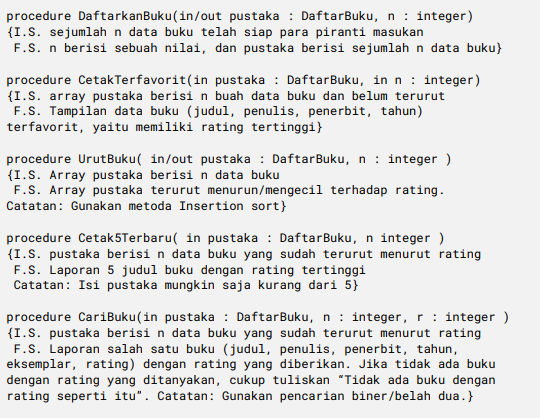 procedure DaftarkanBuku(in/out pustaka : DaftarBuku, n : integer)
{I.S. sejumlah n data buku telah siap para piranti masukan
F.S. n berisi sebuah nilai, dan pustaka berisi sejumlah n data buku}
procedure CetakTerfavorit(in pustaka : DaftarBuku, in n : integer)
{I.S. array pustaka berisi n buah data buku dan belum terurut
F.S. Tampilan data buku (judul, penulis, penerbit, tahun)
terfavorit, yaitu memiliki rating tertinggi}
procedure UrutBuku( in/out pustaka : DaftarBuku, n : integer )
{I.S. Array pustaka berisi n data buku
F.S. Array pustaka terurut menurun/mengecil terhadap rating.
Catatan: Gunakan metoda Insertion sort}
procedure Cetak5Terbaru( in pustaka : DaftarBuku, n integer )
{I.S. pustaka berisi n data buku yang sudah terurut menurut rating
F.S. Laporan 5 judul buku dengan rating tertinggi
Catatan: Isi pustaka mungkin saja kurang dari 5}
procedure CariBuku(in pustaka : DaftarBuku, n : integer, r : integer )
{I.S. pustaka berisi n data buku yang sudah terurut menurut rating
F.S. Laporan salah satu buku (judul, penulis, penerbit, tahun,
eksemplar, rating) dengan rating yang diberikan. Jika tidak ada buku
dengan rating yang ditanyakan, cukup tuliskan “Tidak ada buku dengan
rating seperti itu”. Catatan: Gunakan pencarian biner/belah dua.}